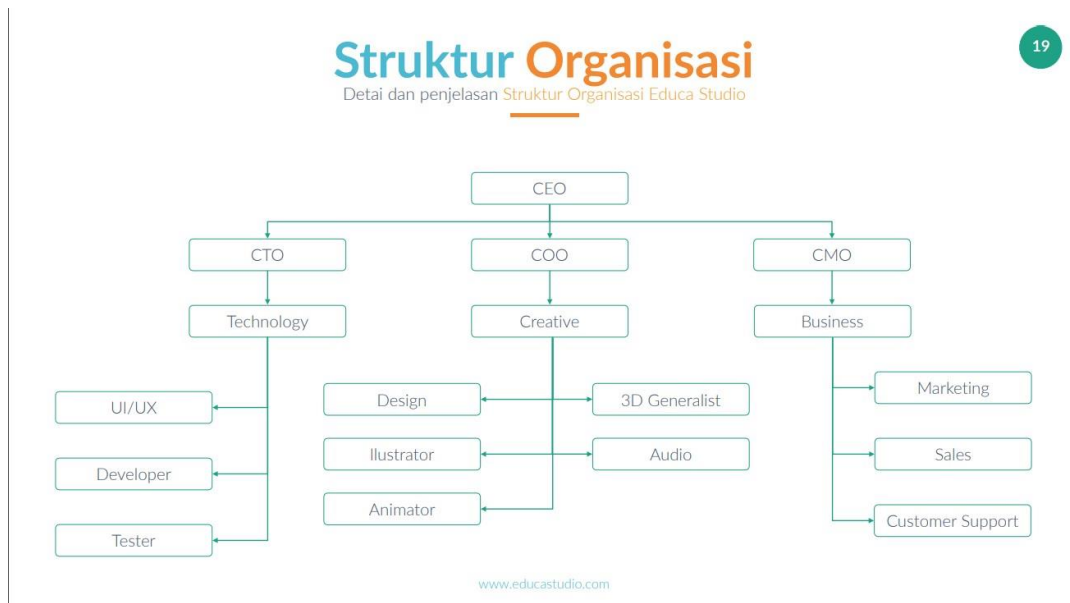 19
Struktur Organisasi
Detai dan penjelasan Struktur Organisasi Educa Studio
CEO
CTO
COO
CMO
Technology
Creative
Business
UI/UX
Developer
Tester
Design
Ilustrator
Animator
3D Generalist
Audio
Marketing
Sales
Customer Support
www.educastudio.com